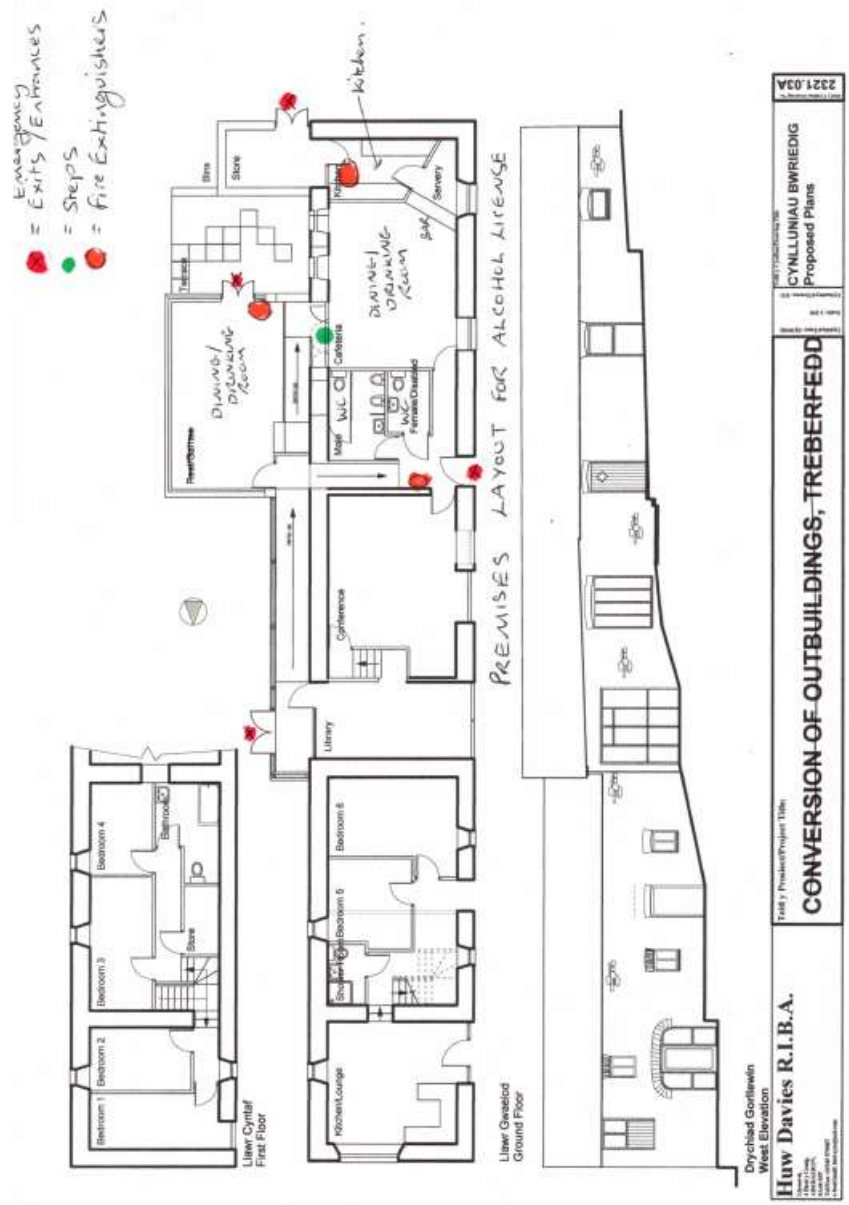 Emergency
= Exits / Entrances
= Steps
= Fire Extinguishers
Kitchen.
Bins
Store
Terrace
Kitchen
Servery
BAR
DINING/
DRINKING
ROOM
DINING/
DRINKING
ROOM
Cafeteria
Male
WC
WC
Female/Disabled
Conference
Library
PREMISES LAYOUT FOR ALCOHOL LICENSE
Bedroom 1
Bedroom 2
Bedroom 3
Bedroom 4
Bathroom
Store
Llawr Cyntaf
First Floor
Kitchen/Lounge
Bedroom 5
Bedroom 6
Llawr Gwaelod
Ground Floor
Drychiad Gorllewin
West Elevation
Huw Davies R.I.B.A.
Teitl y Prosiect/Project Title:
CONVERSION OF OUTBUILDINGS, TREBERFEDD
CYNLLUNIAU BWRIEDIG
Proposed Plans
2321.03A